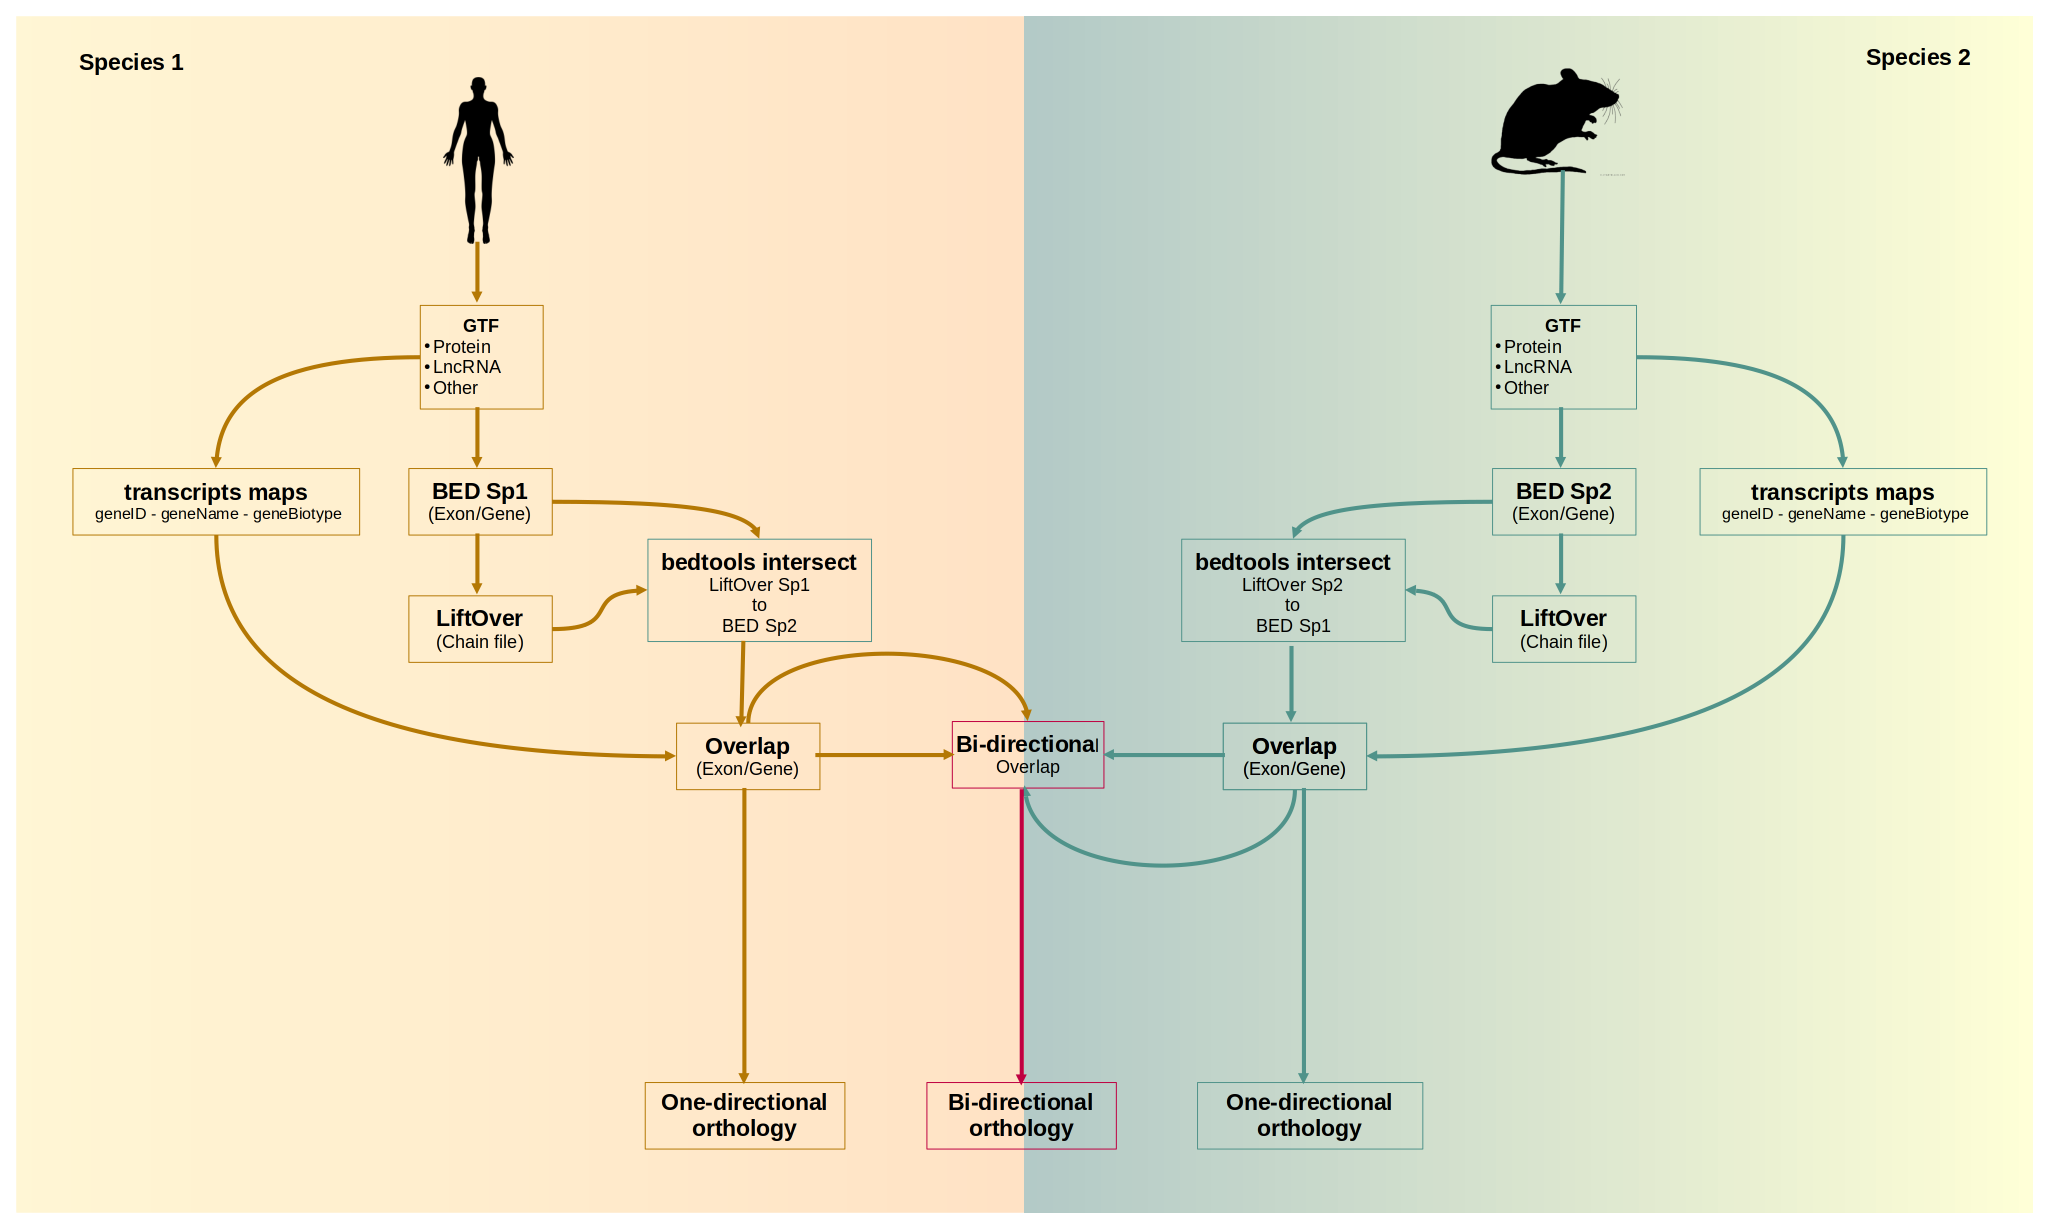 Species 1
Species 2
GTF
• Protein
• LncRNA
• Other
GTF
• Protein
• LncRNA
• Other
transcripts maps
geneID - geneName - geneBiotype
BED Sp1
(Exon/Gene)
BED Sp2
(Exon/Gene)
transcripts maps
geneID - geneName - geneBiotype
bedtools intersect
LiftOver Sp1
to
BED Sp2
bedtools intersect
LiftOver Sp2
to
BED Sp1
LiftOver
(Chain file)
LiftOver
(Chain file)
Overlap
(Exon/Gene)
Bi-directional
Overlap
Overlap
(Exon/Gene)
One-directional
orthology
Bi-directional
orthology
One-directional
orthology